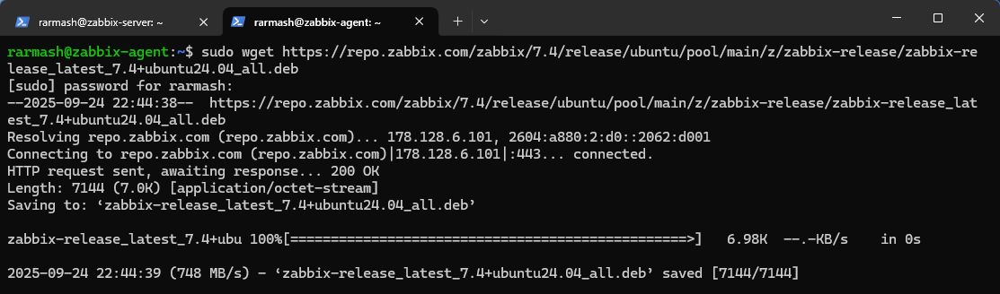 rarmash@zabbix-server: ~
rarmash@zabbix-agent: ~
rarmash@zabbix-agent:~$ sudo wget https://repo.zabbix.com/zabbix/7.4/release/ubuntu/pool/main/z/zabbix-release/zabbix-re
lease_latest_7.4+ubuntu24.04_all.deb
[sudo] password for rarmash:
--2025-09-24 22:44:38--  https://repo.zabbix.com/zabbix/7.4/release/ubuntu/pool/main/z/zabbix-release/zabbix-release_lat
est_7.4+ubuntu24.04_all.deb
Resolving repo.zabbix.com (repo.zabbix.com)... 178.128.6.101, 2604:a880:2:d0::2062:d001
Connecting to repo.zabbix.com (repo.zabbix.com)|178.128.6.101|:443... connected.
HTTP request sent, awaiting response... 200 OK
Length: 7144 (7.0K) [application/octet-stream]
Saving to: ‘zabbix-release_latest_7.4+ubuntu24.04_all.deb’
zabbix-release_latest_7.4+ubu 100%[=================================================>]   6.98K  --.-KB/s    in 0s
2025-09-24 22:44:39 (748 MB/s) - ‘zabbix-release_latest_7.4+ubuntu24.04_all.deb’ saved [7144/7144]